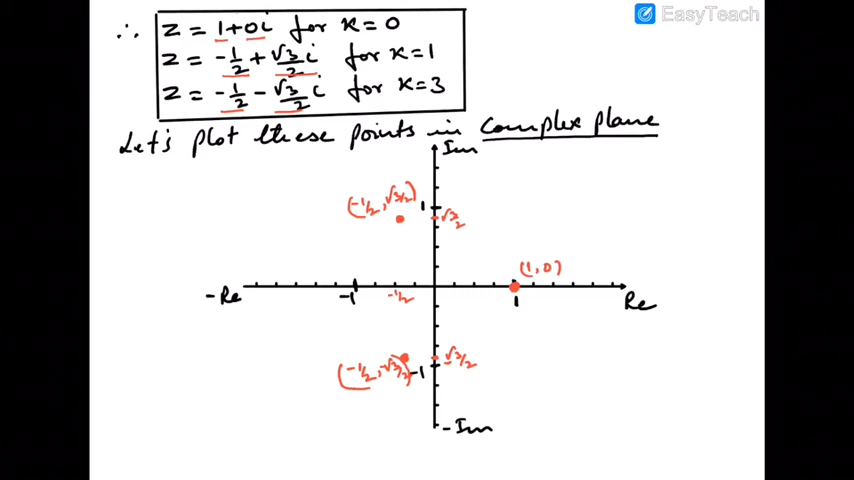 EasyTeach
∴ z = 1+0i for k=0
z = -1/2 + √3/2 i for k=1
z = -1/2 - √3/2 i for k=3
Let's plot these points in complex plane
Im
(-1/2, √3/2)
1
√3/2
(1,0)
-Re
-1
-1/2
1
Re
(-1/2, -√3/2)
-1
-√3/2
-Im